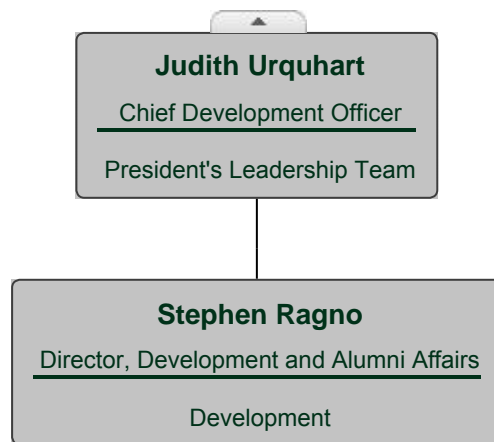 Judith Urquhart
Chief Development Officer
President's Leadership Team
Stephen Ragno
Director, Development and Alumni Affairs
Development